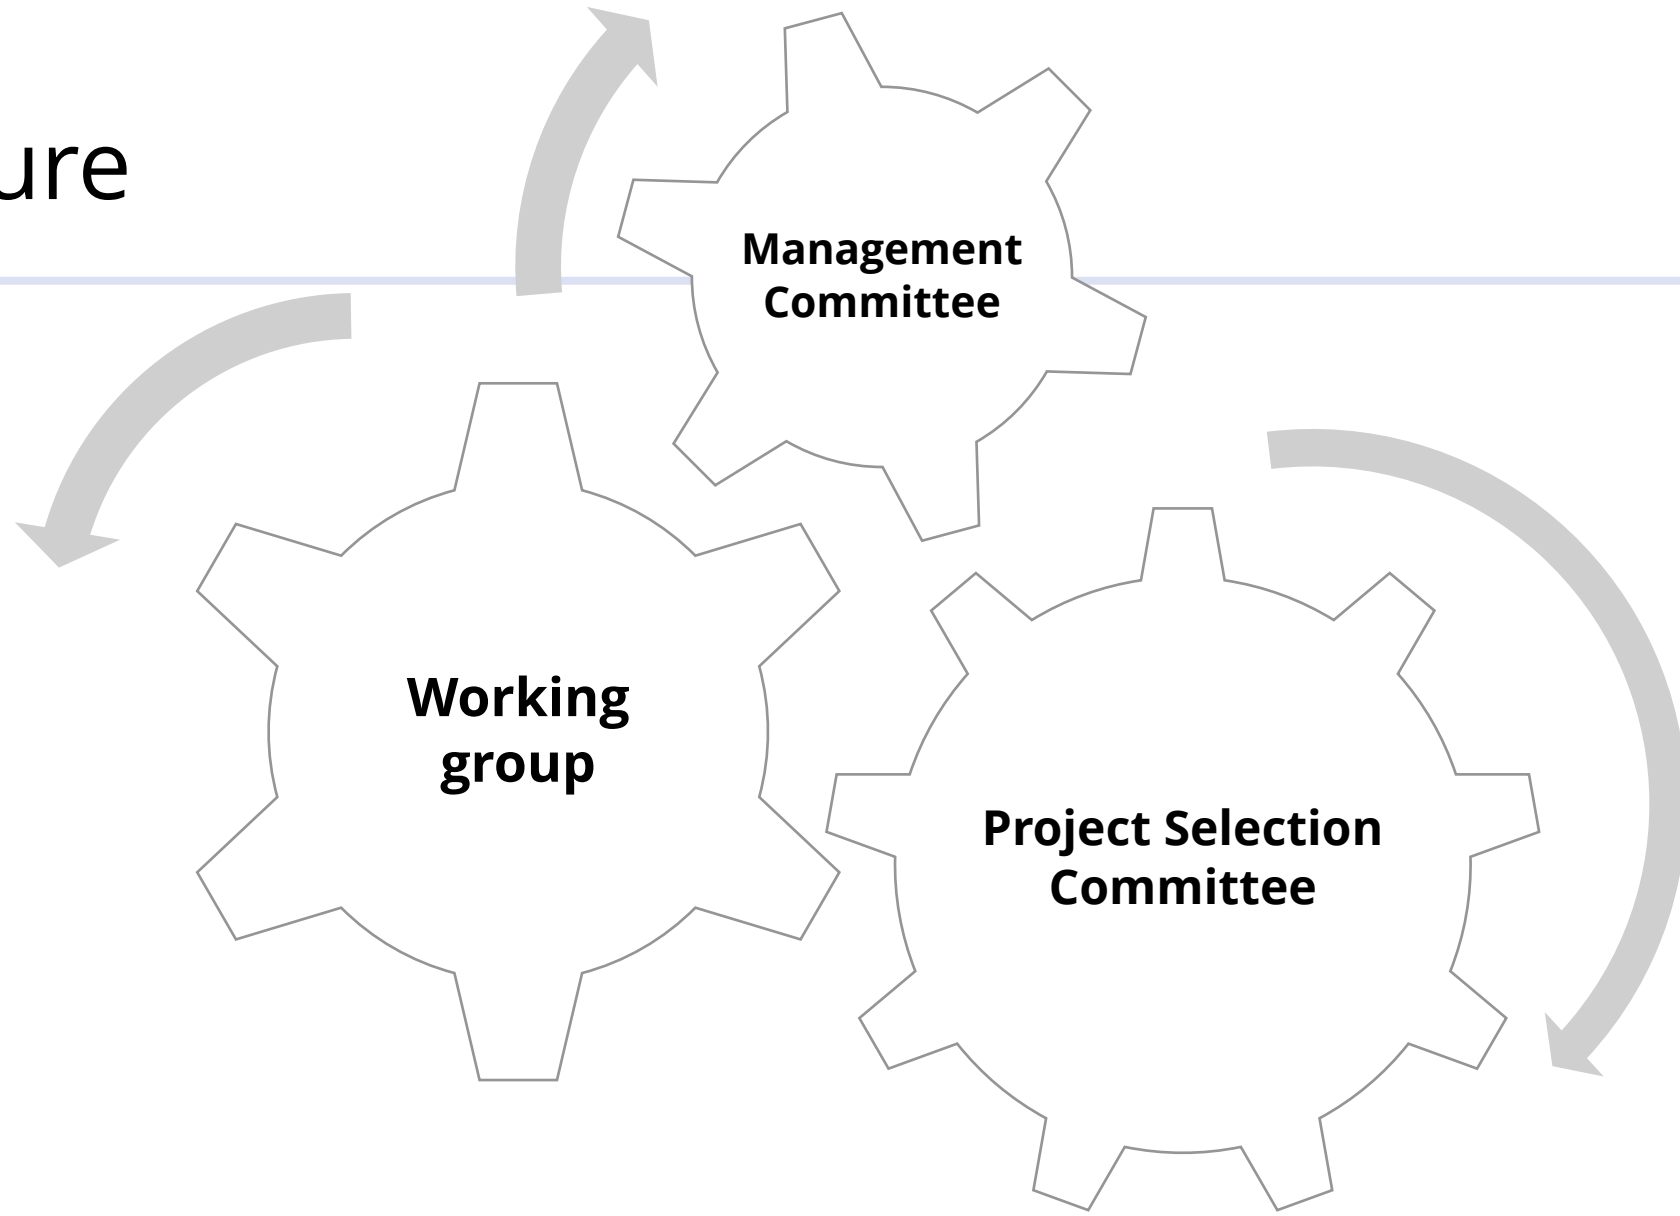 ure
Management
Committee
Working
group
Project Selection
Committee